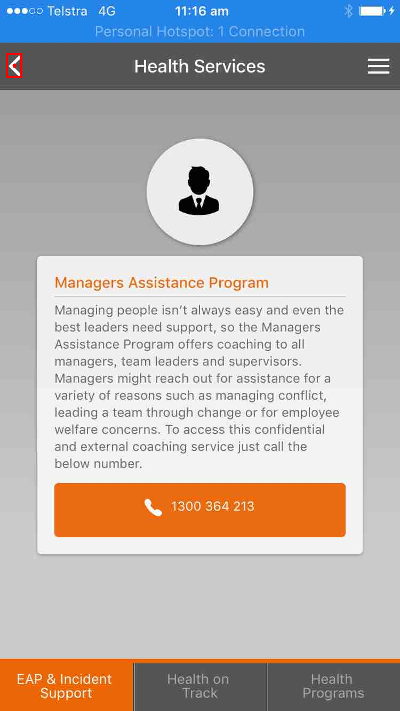 Telstra 4G 11:16 am
Personal Hotspot: 1 Connection
Health Services
Managers Assistance Program
Managing people isn't always easy and even the
best leaders need support, so the Managers
Assistance Program offers coaching to all
managers, team leaders and supervisors.
Managers might reach out for assistance for a
variety of reasons such as managing conflict,
leading a team through change or for employee
welfare concerns. To access this confidential
and external coaching service just call the
below number.
1300 364 213
EAP & Incident
Support
Health on
Track
Health
Programs